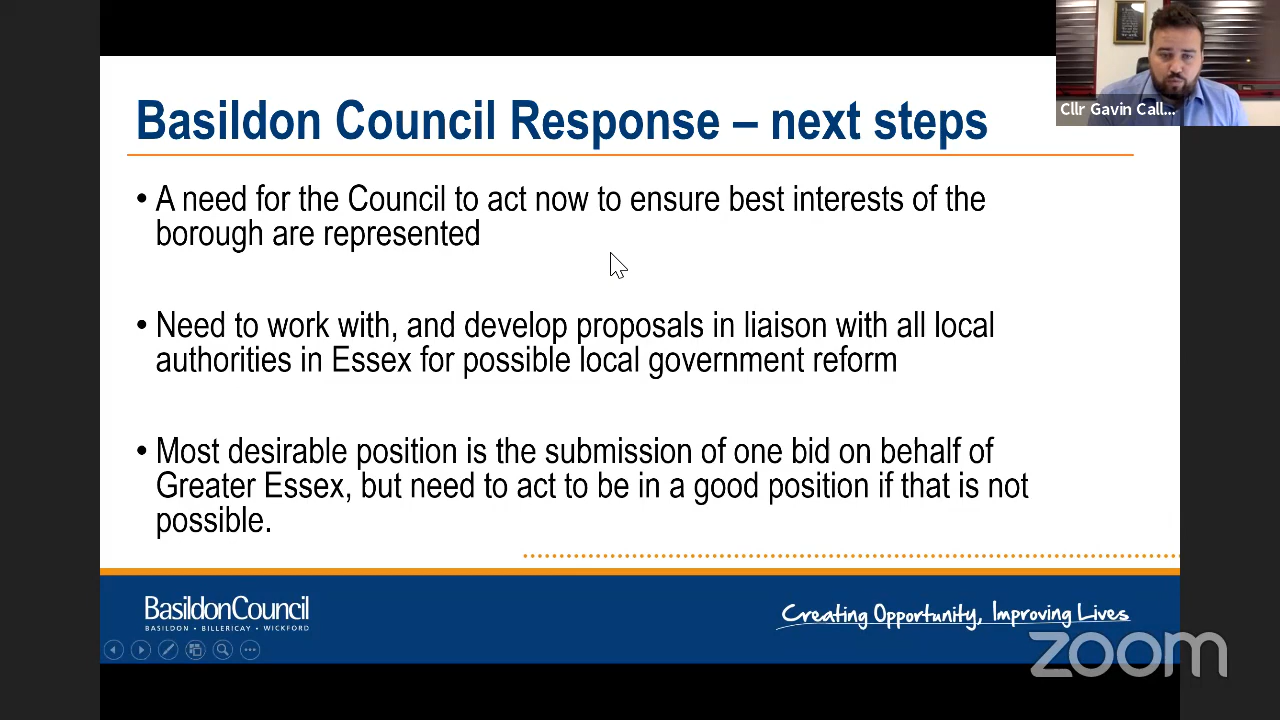 Basildon Council Response – next steps
Cllr Gavin Call...
• A need for the Council to act now to ensure best interests of the
borough are represented
• Need to work with, and develop proposals in liaison with all local
authorities in Essex for possible local government reform
• Most desirable position is the submission of one bid on behalf of
Greater Essex, but need to act to be in a good position if that is not
possible.
BasildonCouncil
BASILDON • BILLERICAY • WICKFORD
Creating Opportunity, Improving Lives
zoom